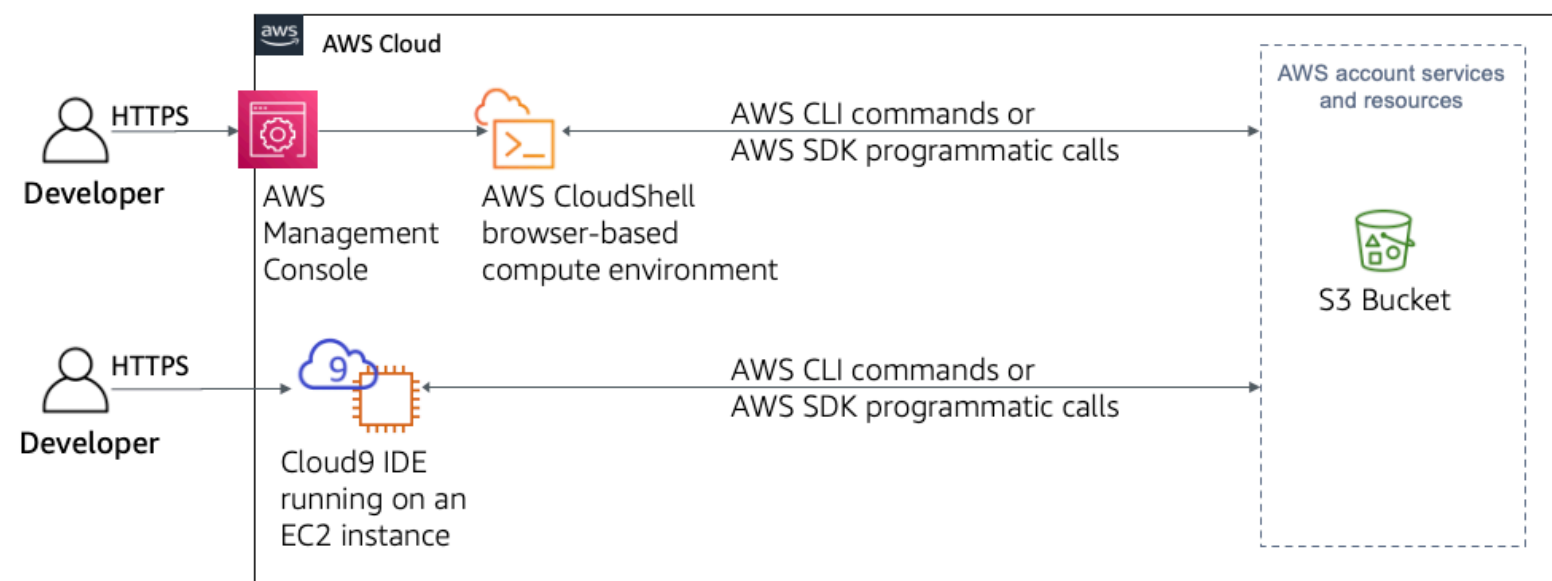 aws
AWS Cloud
AWS account services
and resources
HTTPS
AWS CLI commands or
AWS SDK programmatic calls
Developer
AWS
Management
Console
AWS CloudShell
browser-based
compute environment
S3 Bucket
HTTPS
9
AWS CLI commands or
AWS SDK programmatic calls
Developer
Cloud9 IDE
running on an
EC2 instance